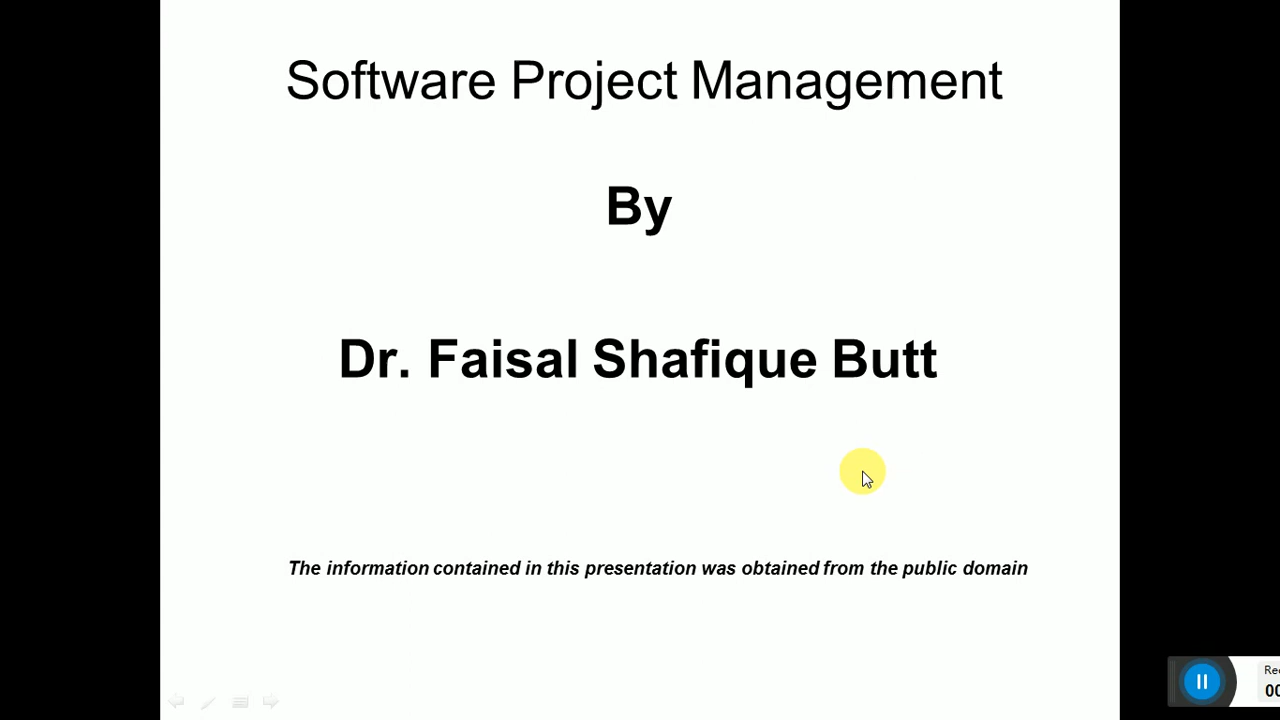 Software Project Management
By
Dr. Faisal Shafique Butt
The information contained in this presentation was obtained from the public domain